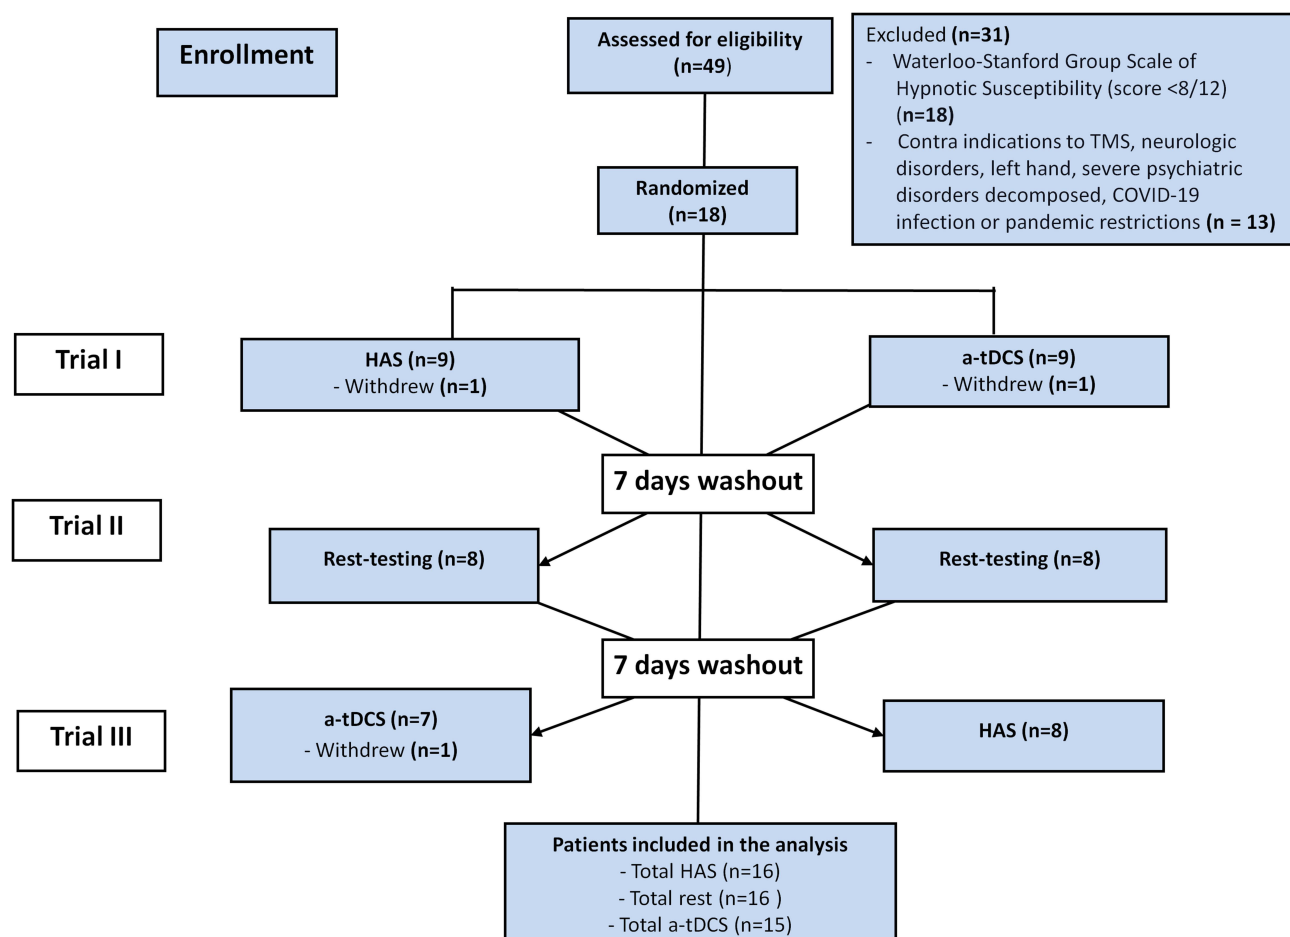 Enrollment
Assessed for eligibility
(n=49)
Excluded (n=31)
- Waterloo-Stanford Group Scale of
Hypnotic Susceptibility (score <8/12)
(n=18)
- Contra indications to TMS, neurologic
disorders, left hand, severe psychiatric
disorders decomposed, COVID-19
infection or pandemic restrictions (n = 13)
Randomized
(n=18)
Trial I
HAS (n=9)
- Withdrew (n=1)
a-tDCS (n=9)
- Withdrew (n=1)
7 days washout
Trial II
Rest-testing (n=8)
Rest-testing (n=8)
7 days washout
Trial III
a-tDCS (n=7)
- Withdrew (n=1)
HAS (n=8)
Patients included in the analysis
- Total HAS (n=16)
- Total rest (n=16 )
- Total a-tDCS (n=15)